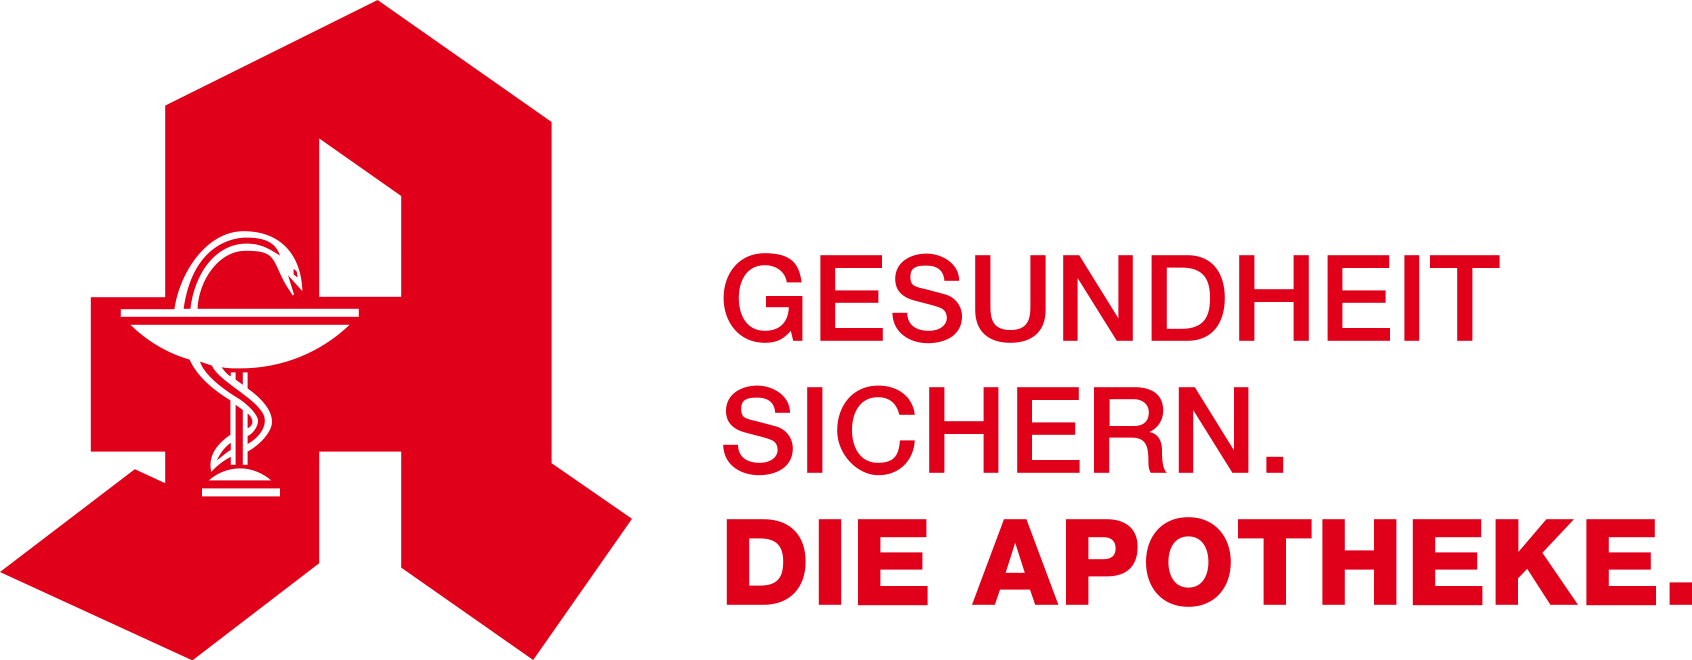 A
GESUNDHEIT
SICHERN.
DIE APOTHEKE.